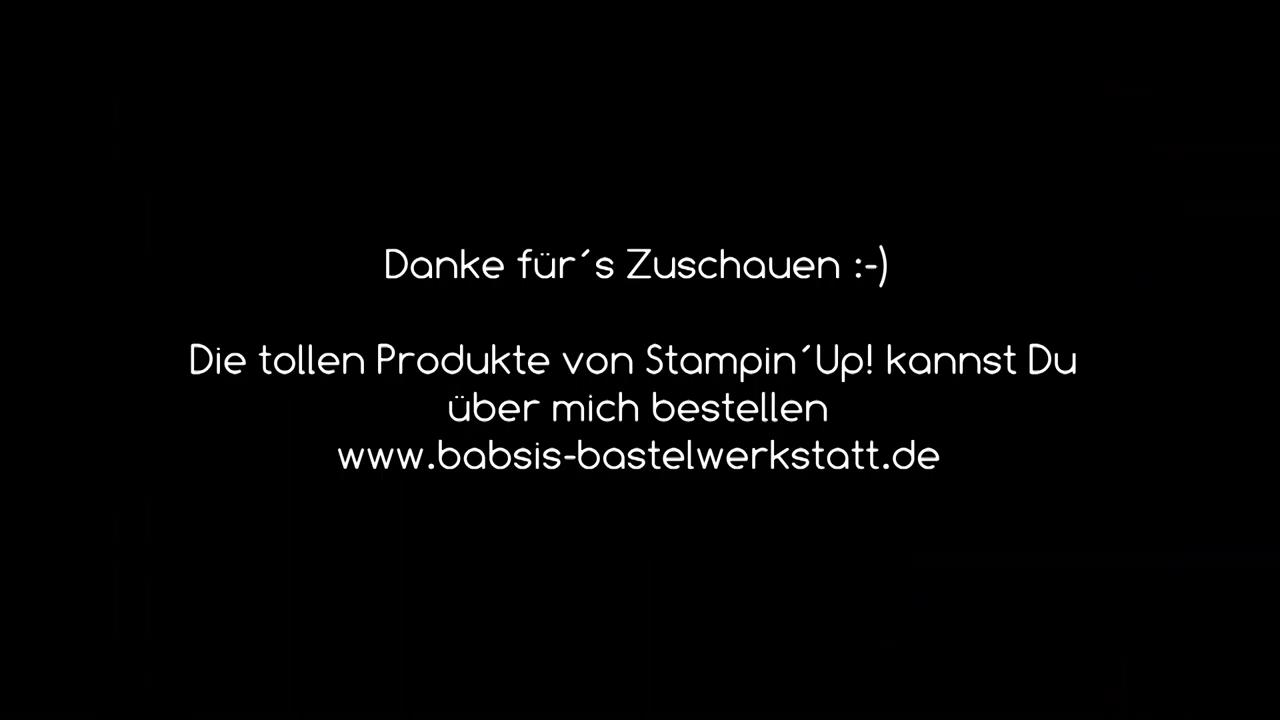 Danke für´s Zuschauen :-)
Die tollen Produkte von Stampin´Up! kannst Du
über mich bestellen
www.babsis-bastelwerkstatt.de